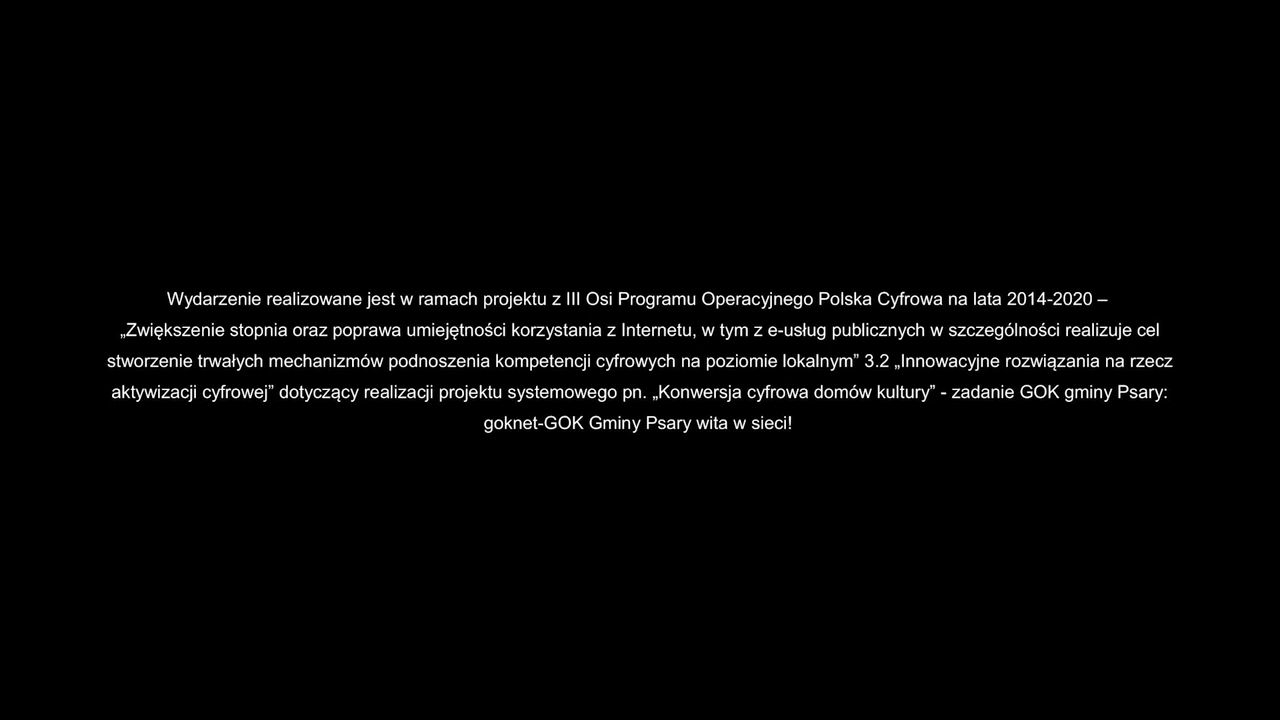 Wydarzenie realizowane jest w ramach projektu z III Osi Programu Operacyjnego Polska Cyfrowa na lata 2014-2020 –
„Zwiększenie stopnia oraz poprawa umiejętności korzystania z Internetu, w tym z e-usług publicznych w szczególności realizuje cel
stworzenie trwałych mechanizmów podnoszenia kompetencji cyfrowych na poziomie lokalnym” 3.2 „Innowacyjne rozwiązania na rzecz
aktywizacji cyfrowej” dotyczący realizacji projektu systemowego pn. „Konwersja cyfrowa domów kultury” - zadanie GOK gminy Psary:
goknet-GOK Gminy Psary wita w sieci!